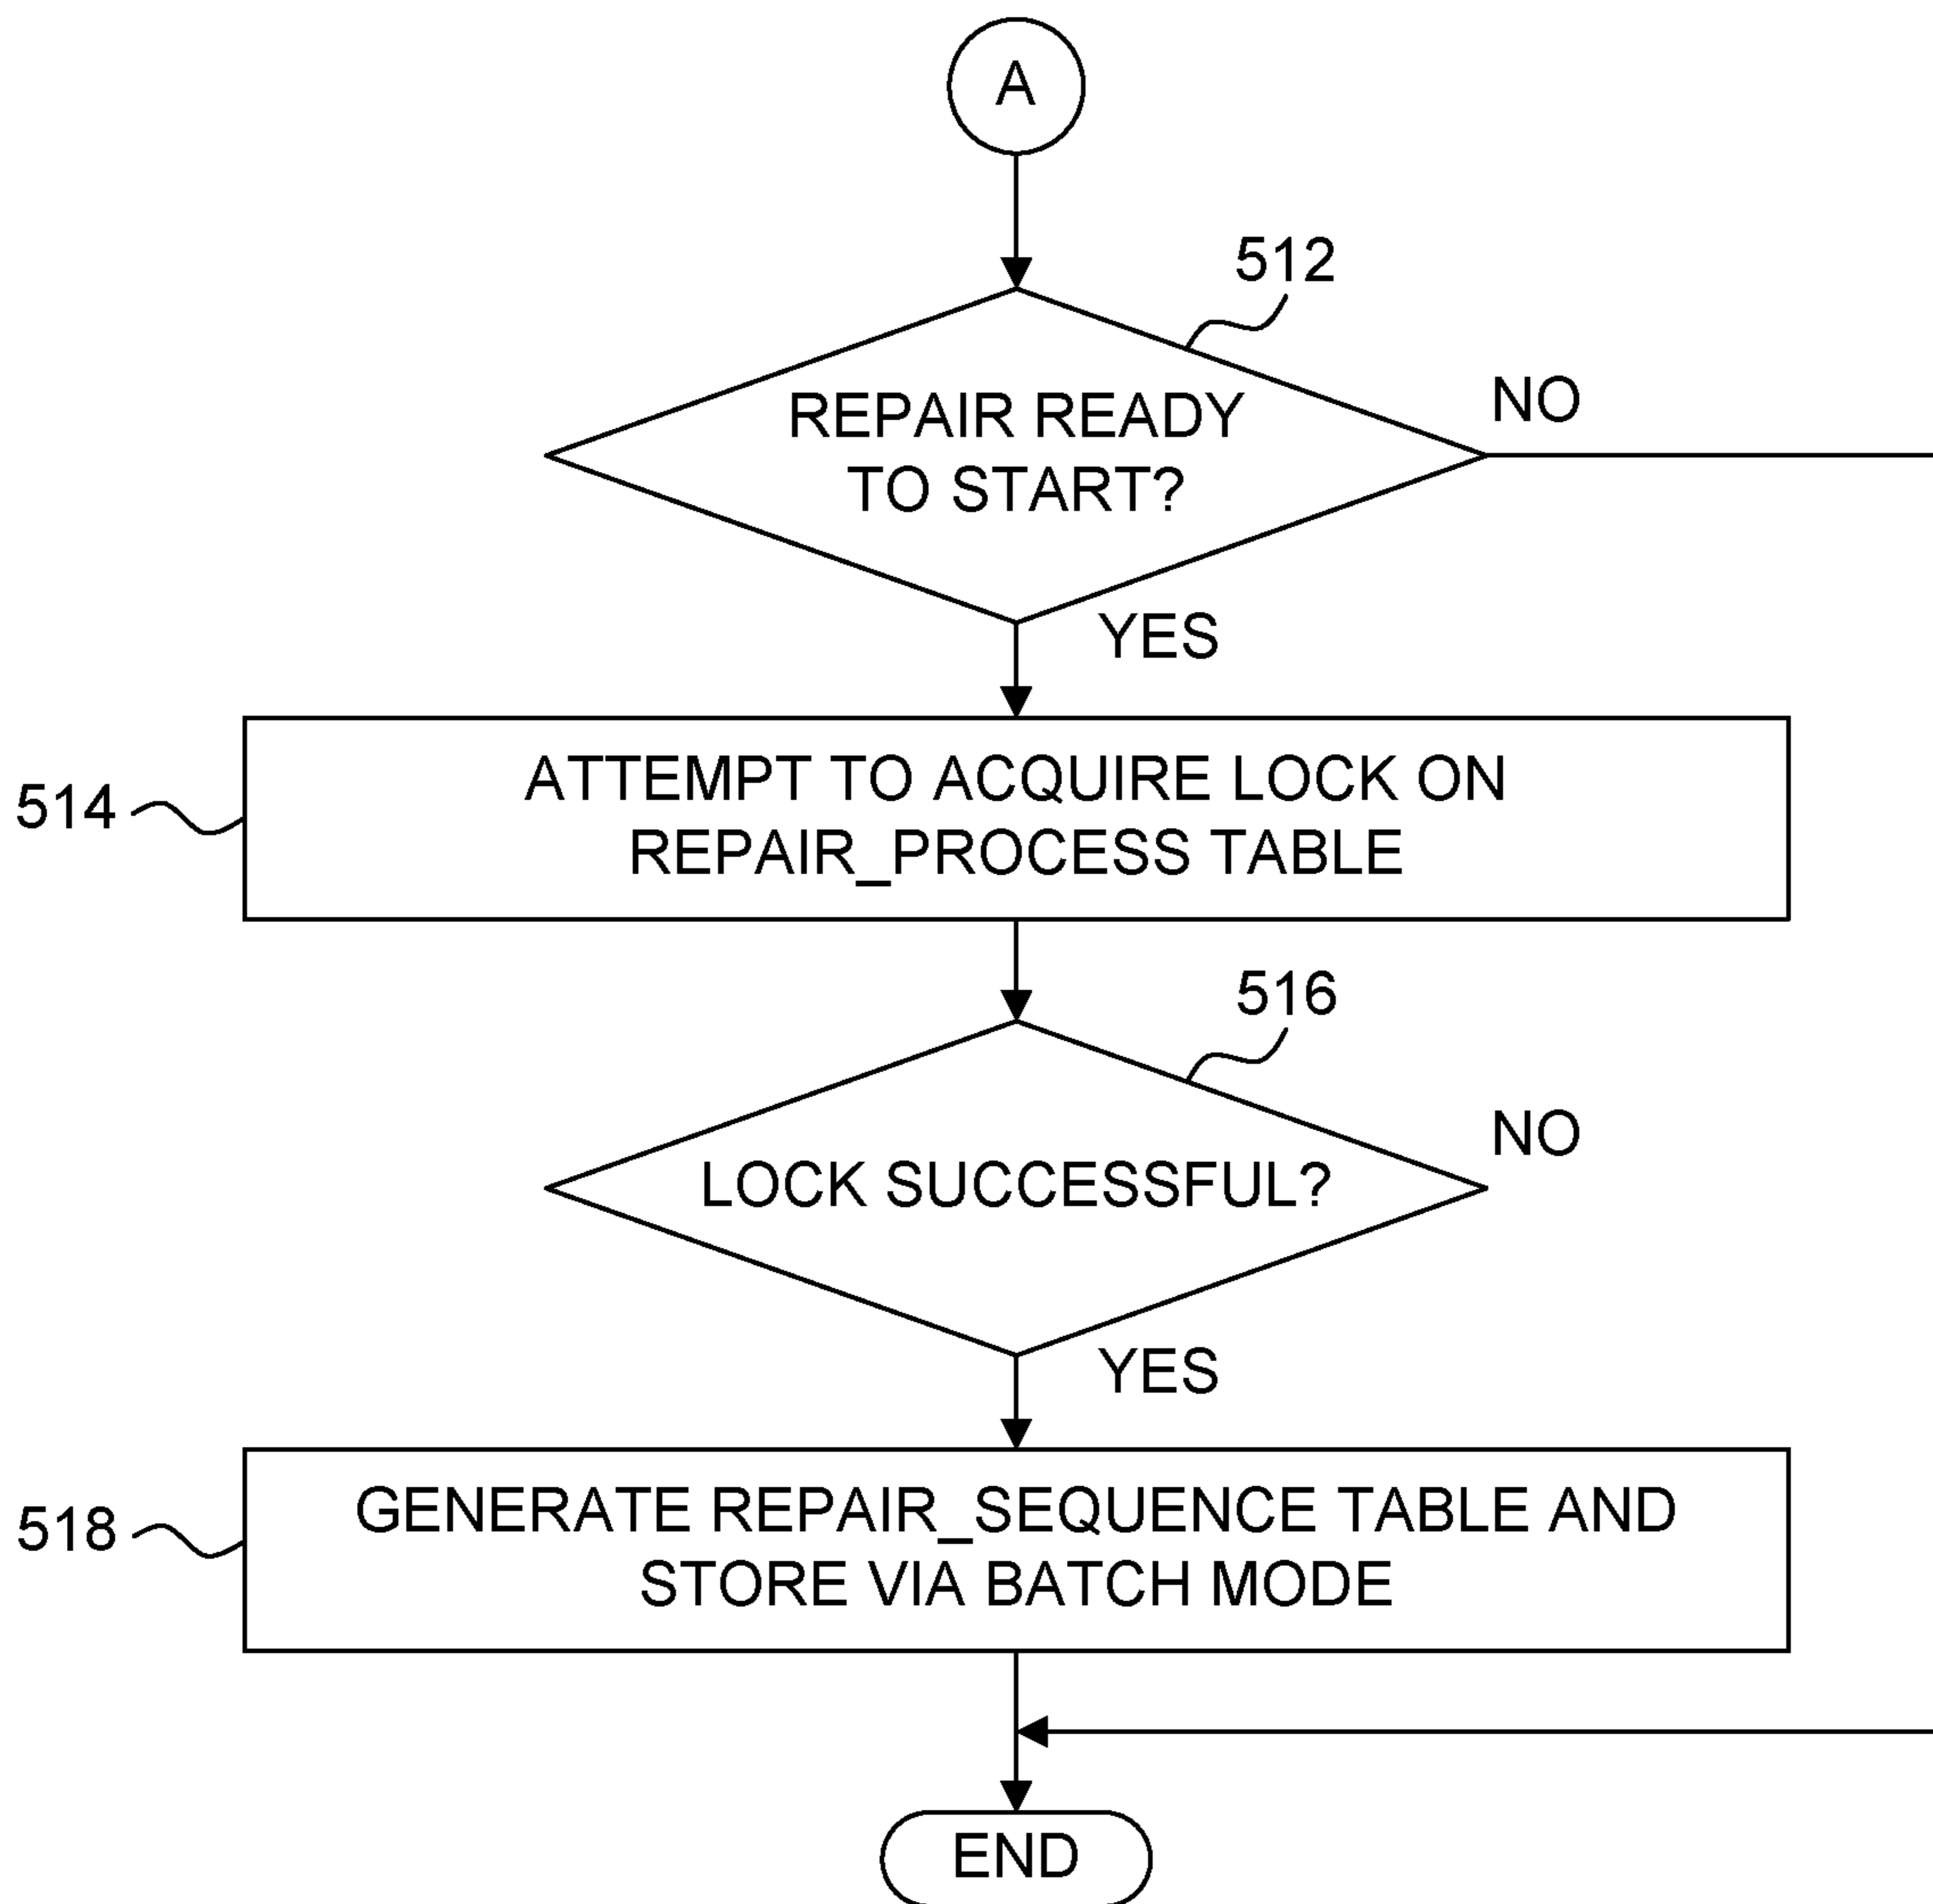 A
512
REPAIR READY
TO START?
NO
YES
514
ATTEMPT TO ACQUIRE LOCK ON
REPAIR_PROCESS TABLE
516
LOCK SUCCESSFUL?
NO
YES
518
GENERATE REPAIR_SEQUENCE TABLE AND
STORE VIA BATCH MODE
END